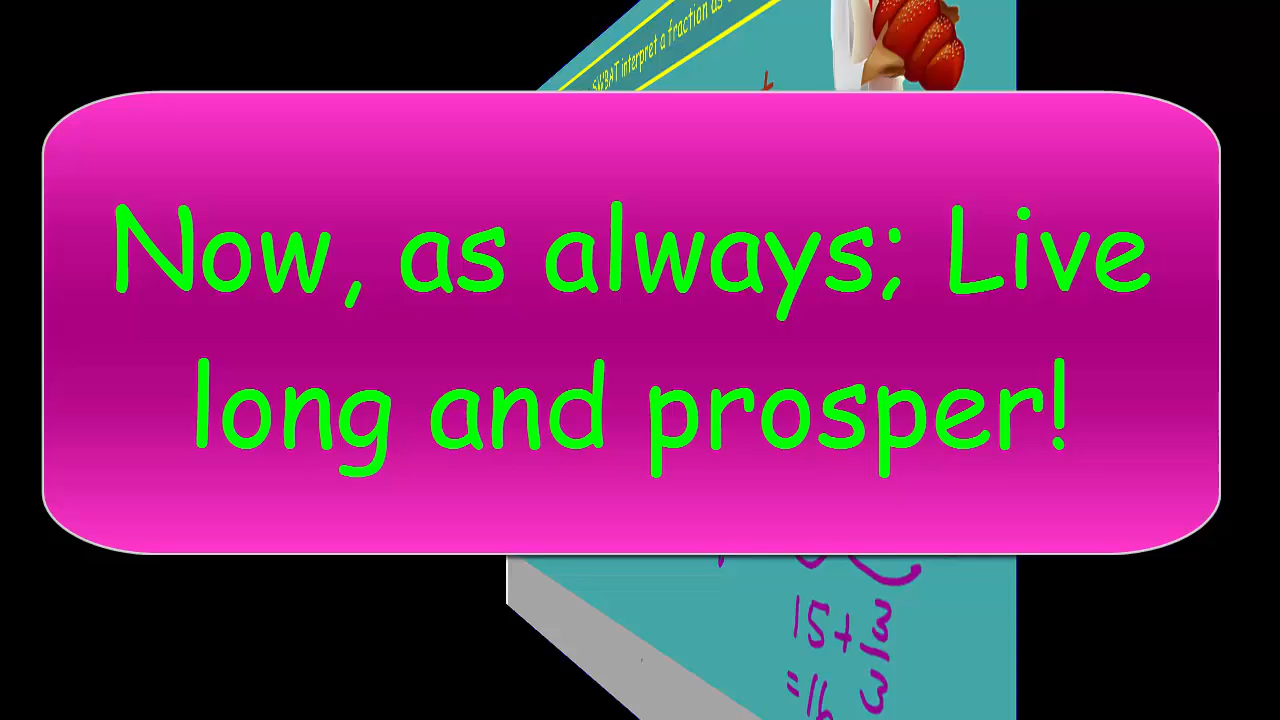 SWBAT interpret a fraction as
Now, as always; Live
long and prosper!
15+ 3/3
=16